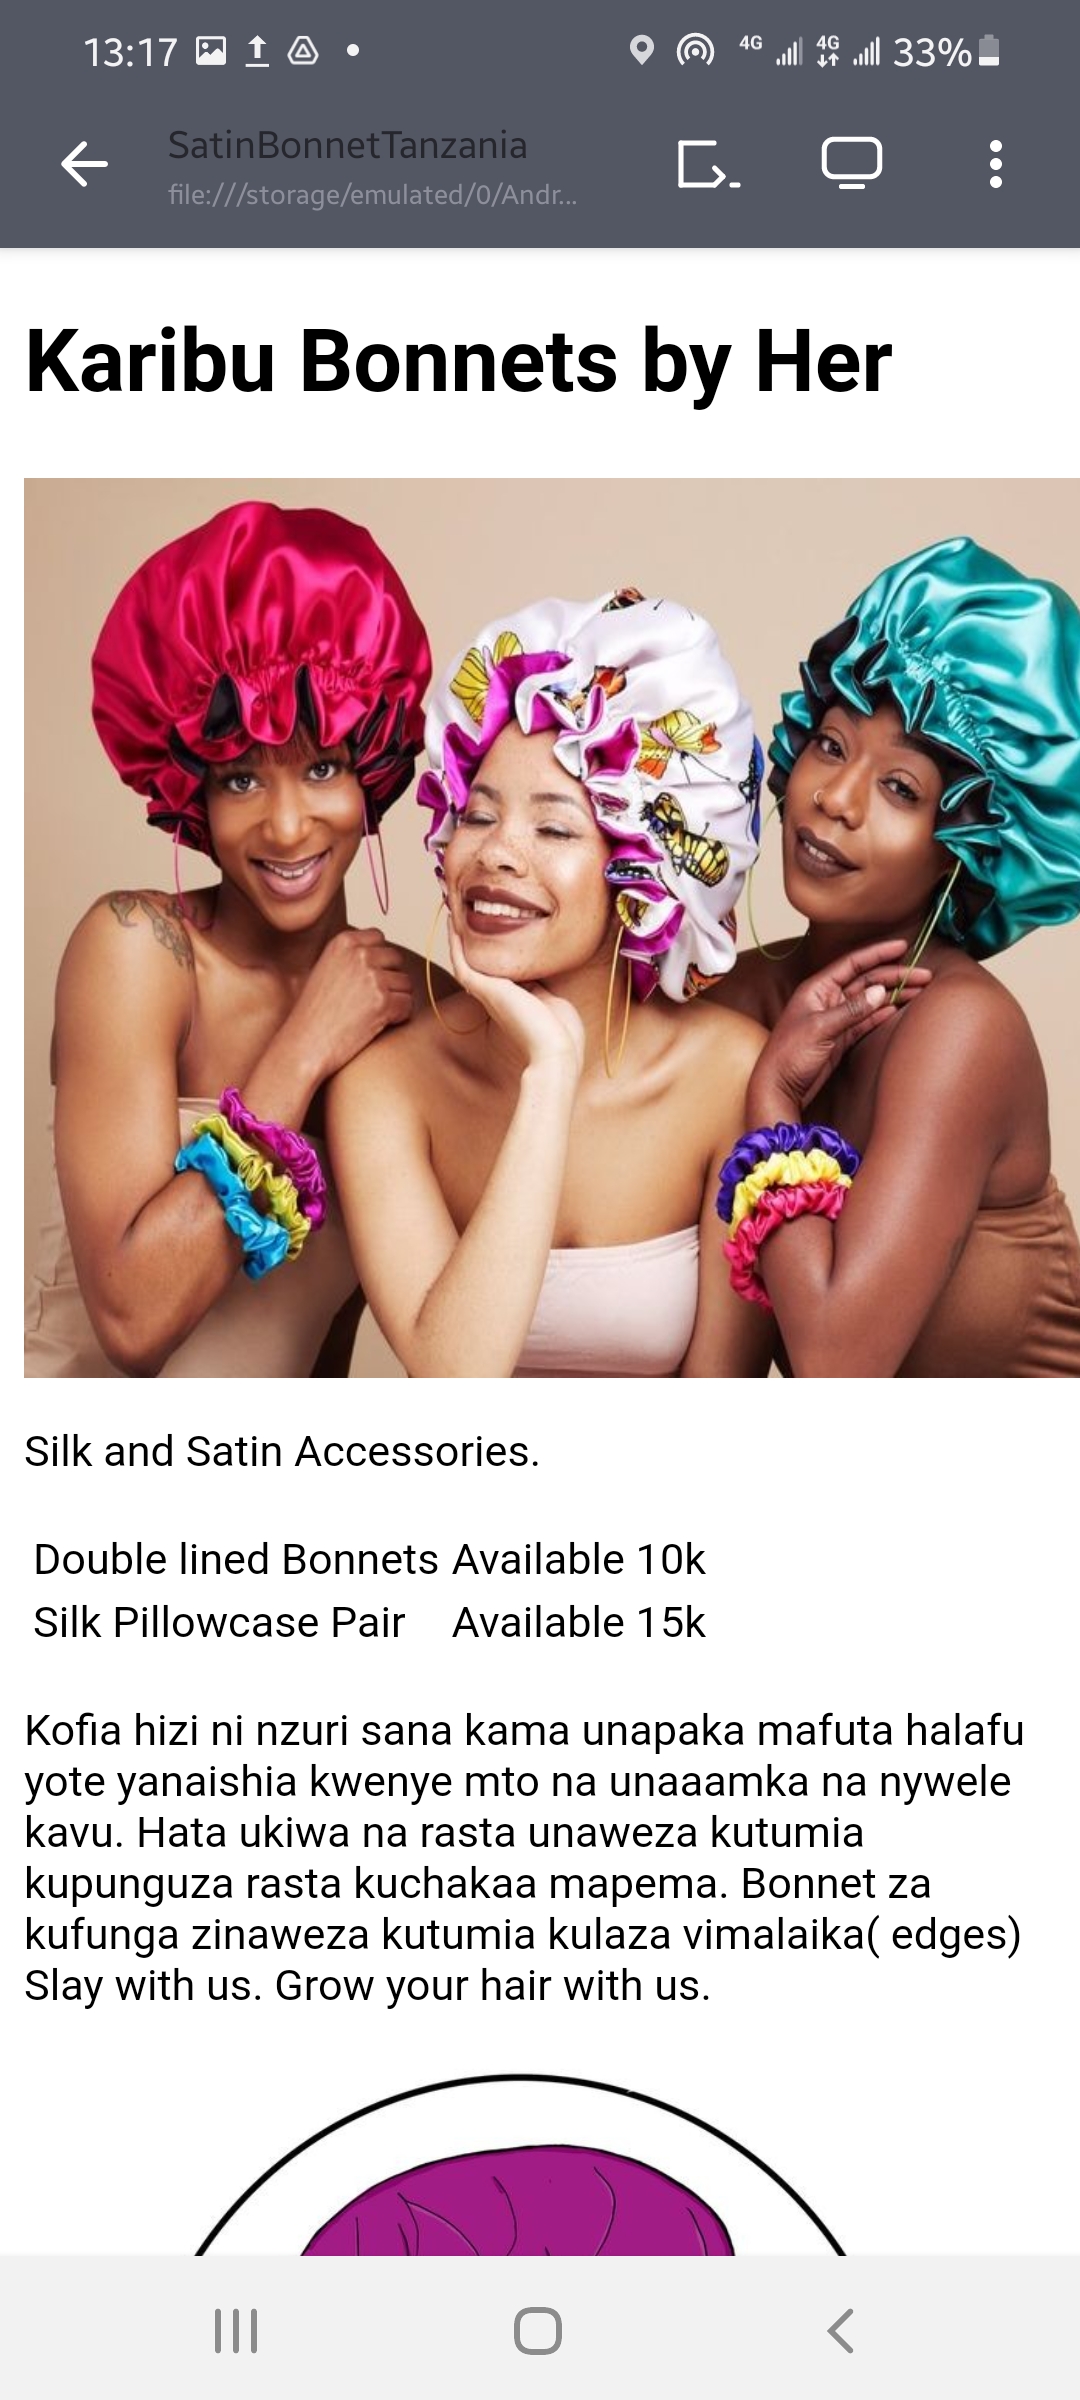 13:17
4G
4G
33%
SatinBonnetTanzania
file:///storage/emulated/0/Andr...
Karibu Bonnets by Her
Silk and Satin Accessories.
Double lined Bonnets Available 10k
Silk Pillowcase Pair Available 15k
Kofia hizi ni nzuri sana kama unapaka mafuta halafu
yote yanaishia kwenye mto na unaaamka na nywele
kavu. Hata ukiwa na rasta unaweza kutumia
kupunguza rasta kuchakaa mapema. Bonnet za
kufunga zinaweza kutumia kulaza vimalaika( edges)
Slay with us. Grow your hair with us.